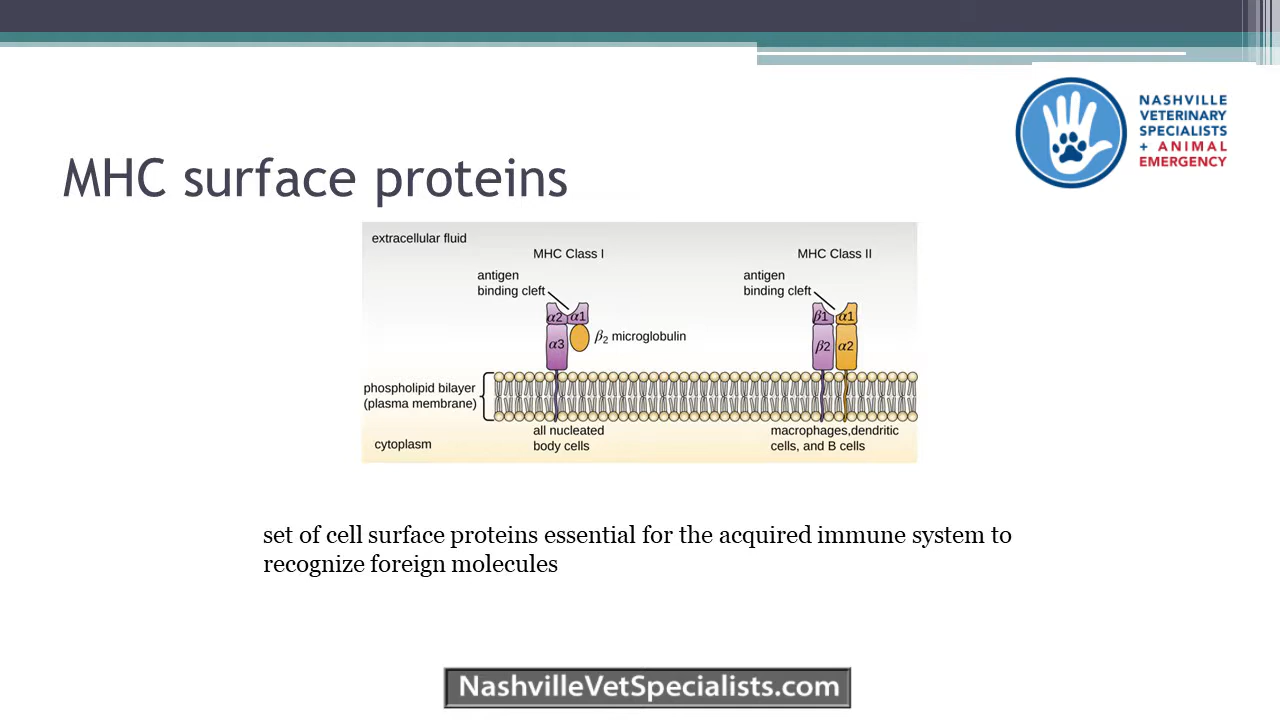 NASHVILLE
VETERINARY
SPECIALISTS
+ ANIMAL
EMERGENCY
MHC surface proteins
extracellular fluid
MHC Class I
MHC Class II
antigen
binding cleft
antigen
binding cleft
α2 α1
β1 α1
β2 microglobulin
α3
β2 α2
phospholipid bilayer
(plasma membrane)
all nucleated
body cells
macrophages,dendritic
cells, and B cells
cytoplasm
set of cell surface proteins essential for the acquired immune system to
recognize foreign molecules
NashvilleVetSpecialists.com